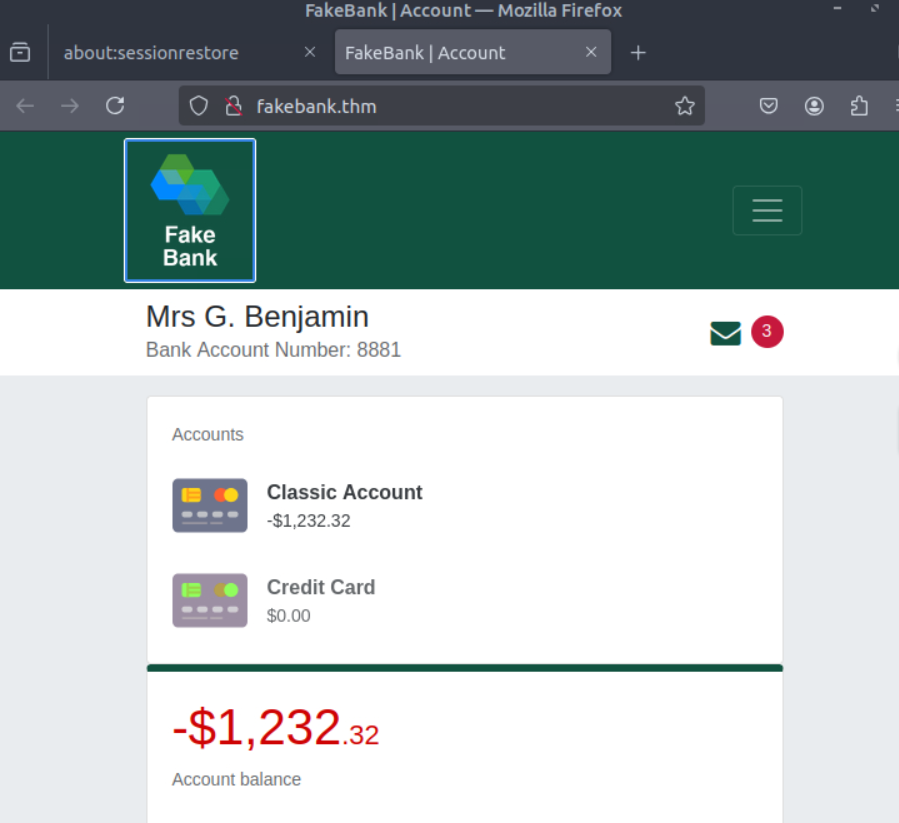 FakeBank | Account — Mozilla Firefox
about:sessionrestore
FakeBank | Account
fakebank.thm
Fake
Bank
Mrs G. Benjamin
3
Bank Account Number: 8881
Accounts
Classic Account
-$1,232.32
Credit Card
$0.00
-$1,232.32
Account balance